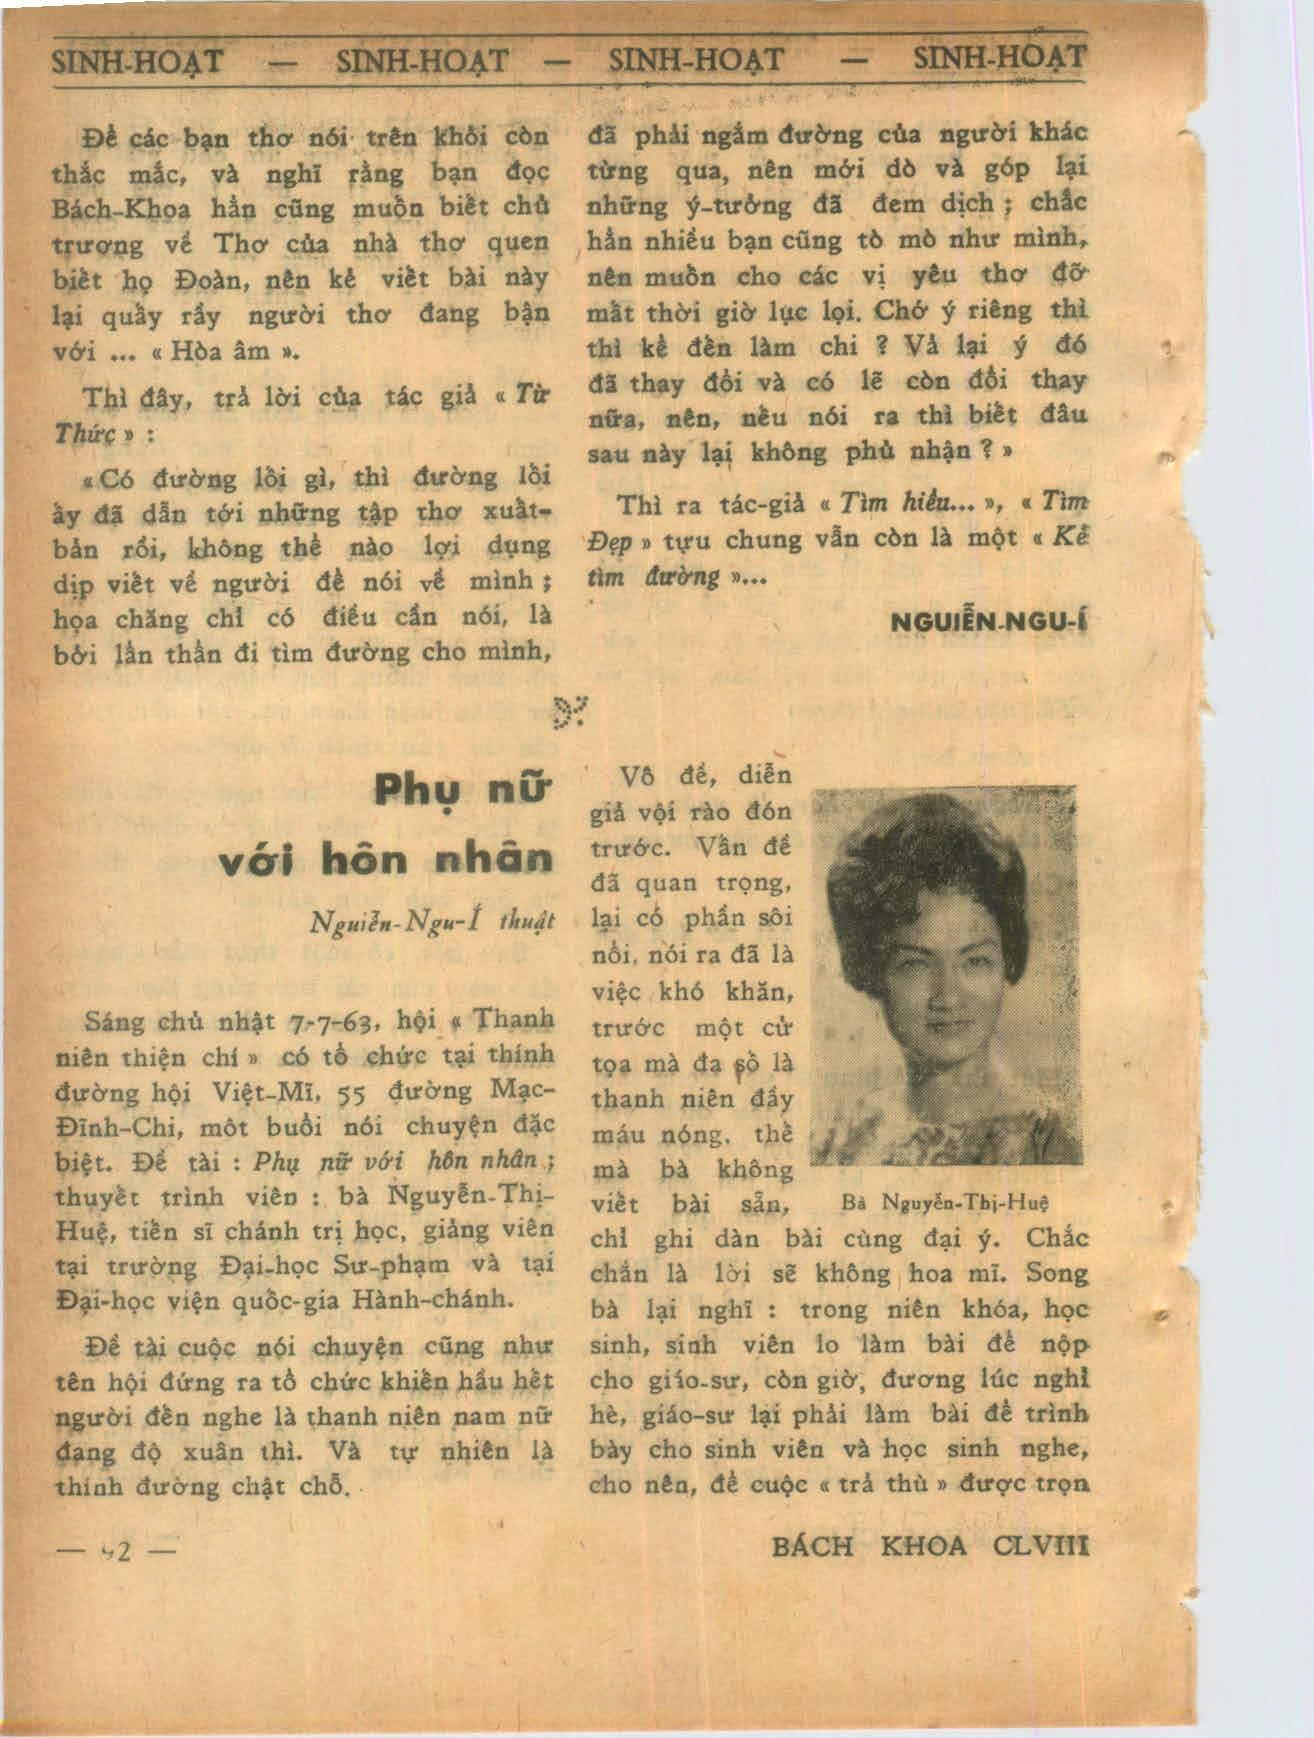 SINH-HOẠT — SINH-HOẠT — SINH-HOẠT — SINH-HOẠT
Để các bạn thơ nói trên khỏi còn
thắc mắc, và nghĩ rằng bạn đọc
Bách-Khoa hẳn cũng muốn biết chủ
trương về Thơ của nhà thơ quen
biết họ Đoàn, nên kẻ viết bài này
lại quấy rầy người thơ đang bận
với ... « Hòa âm ».
Thì đây, trả lời của tác giả « Từ
Thức » :
« Có đường lối gì, thì đường lối
ấy đã dẫn tới những tập thơ xuất-
bản rồi, không thể nào lợi dụng
dịp viết về người để nói về mình ;
họa chăng chỉ có điều cần nói, là
bởi lẩn thẩn đi tìm đường cho mình,
đã phải ngắm đường của người khác
từng qua, nên mới dò và góp lại
những ý-tưởng đã đem dịch ; chắc
hẳn nhiều bạn cũng tò mò như mình,
nên muốn cho các vị yêu thơ đỡ
mất thời giờ lục lọi. Chớ ý riêng thì
thì kể đến làm chi ? Vả lại ý đó
đã thay đổi và có lẽ còn đổi thay
nữa, nên, nếu nói ra thì biết đâu
sau này lại không phủ nhận ? »
Thì ra tác-giả « Tìm hiểu... », « Tìm
Đẹp » tựu chung vẫn còn là một « Kẻ
tìm đường »...
NGUIỄN-NGU-Í
Phụ nữ
với hôn nhân
Nguiễn-Ngu-Í thuật
Sáng chủ nhật 7-7-63, hội « Thanh
niên thiện chí » có tổ chức tại thính
đường hội Việt-Mĩ, 55 đường Mạc-
Đĩnh-Chi, môt buổi nói chuyện đặc
biệt. Đề tài : Phụ nữ với hôn nhân ;
thuyết trình viên : bà Nguyễn-Thị-
Huệ, tiến sĩ chánh trị học, giảng viên
tại trường Đại-học Sư-phạm và tại
Đại-học viện quốc-gia Hành-chánh.
Đề tài cuộc nói chuyện cũng như
tên hội đứng ra tổ chức khiến hầu hết
người đến nghe là thanh niên nam nữ
đang độ xuân thì. Và tự nhiên là
thính đường chật chỗ.
Vô đề, diễn
giả vội rào đón
trước. Vấn đề
đã quan trọng,
lại có phần sôi
nổi, nói ra đã là
việc khó khăn,
trước một cử
tọa mà đa số là
thanh niên đầy
máu nóng, thế
mà bà không
viết bài sẵn,
chỉ ghi dàn bài cùng đại ý. Chắc
chắn là lời sẽ không hoa mĩ. Song
bà lại nghĩ : trong niên khóa, học
sinh, sinh viên lo làm bài để nộp
cho giáo-sư, còn giờ, đương lúc nghỉ
hè, giáo-sư lại phải làm bài để trình
bày cho sinh viên và học sinh nghe,
cho nên, để cuộc « trả thù » được trọn
Bà Nguyễn-Thị-Huệ
BÁCH KHOA CLVIII